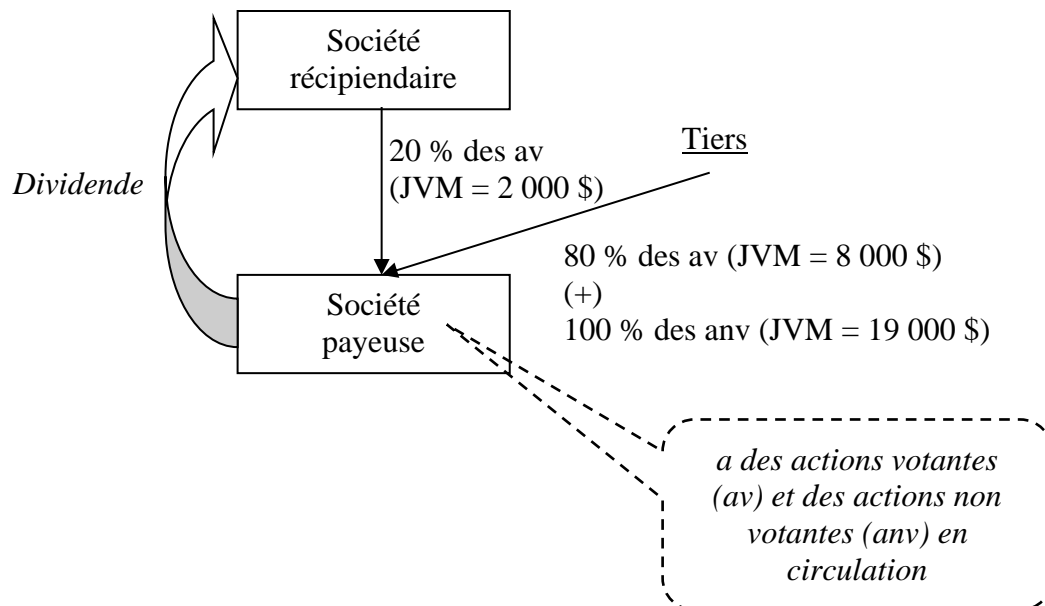 Société
récipiendaire
20 % des av
(JVM = 2 000 $)
Tiers
Dividende
80 % des av (JVM = 8 000 $)
(+)
100 % des anv (JVM = 19 000 $)
Société
payeuse
a des actions votantes
(av) et des actions non
votantes (anv) en
circulation